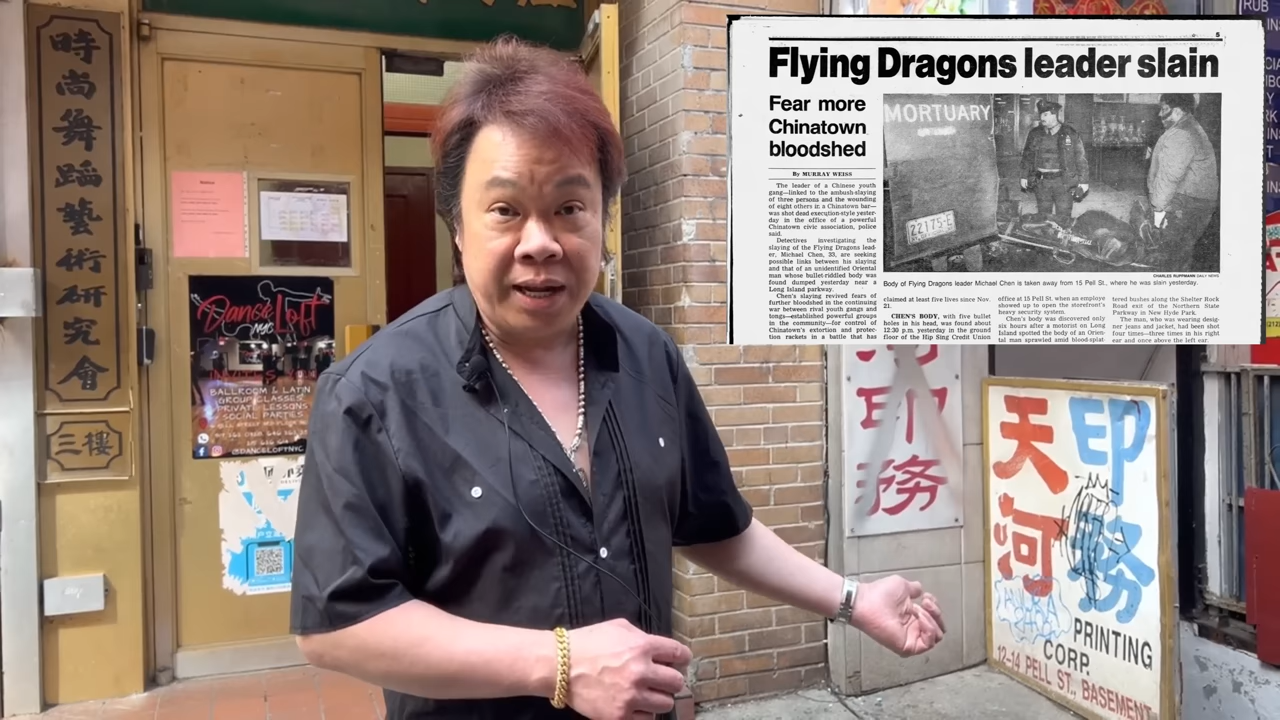 時尚舞蹈藝術研究會
三樓
Notice
Dance Loft
NYC
INVITES YOU
BALLROOM & LATIN
GROUP CLASSES
PRIVATE LESSONS
SOCIAL PARTIES
@DANCELOFTNYC
5
Flying Dragons leader slain
Fear more
Chinatown
bloodshed
By MURRAY WEISS
The leader of a Chinese youth
gang—linked to the ambush-slaying
of three persons and the wounding
of eight others in a Chinatown bar—
was shot dead execution-style yester-
day in the office of a powerful
Chinatown civic association, police
said.
Detectives investigating the
slaying of the Flying Dragons lead-
er, Michael Chen, 33, are seeking
possible links between his slaying
and that of an unidentified Oriental
man whose bullet-riddled body was
found dumped yesterday near a
Long Island parkway.
Chen's slaying revived fears of
further bloodshed in the continuing
war between rival youth gangs and
tongs—established powerful groups
in the community—for control of
Chinatown's extortion and protec-
tion rackets in a battle that has
MORTUARY
22175-E
CHARLES RUPPMANN DAILY NEWS
Body of Flying Dragons leader Michael Chen is taken away from 15 Pell St., where he was slain yesterday.
claimed at least five lives since Nov.
21.
CHEN'S BODY, with five bullet
holes in his head, was found about
12:30 p.m. yesterday in the ground
floor of the Hip Sing Credit Union
office at 15 Pell St. when an employe
showed up to open the storefront's
heavy security system.
Chen's body was discovered only
six hours after a motorist on Long
Island spotted the body of an Orien-
tal man sprawled amid blood-splat-
tered bushes along the Shelter Rock
Road exit of the Northern State
Parkway in New Hyde Park.
The man, who was wearing desig-
ner jeans and jacket, had been shot
four times—three times in his right
ear and once above the left ear.
印務
天河
印務
PRINTING
CORP.
12-14 PELL ST., BASEMENT